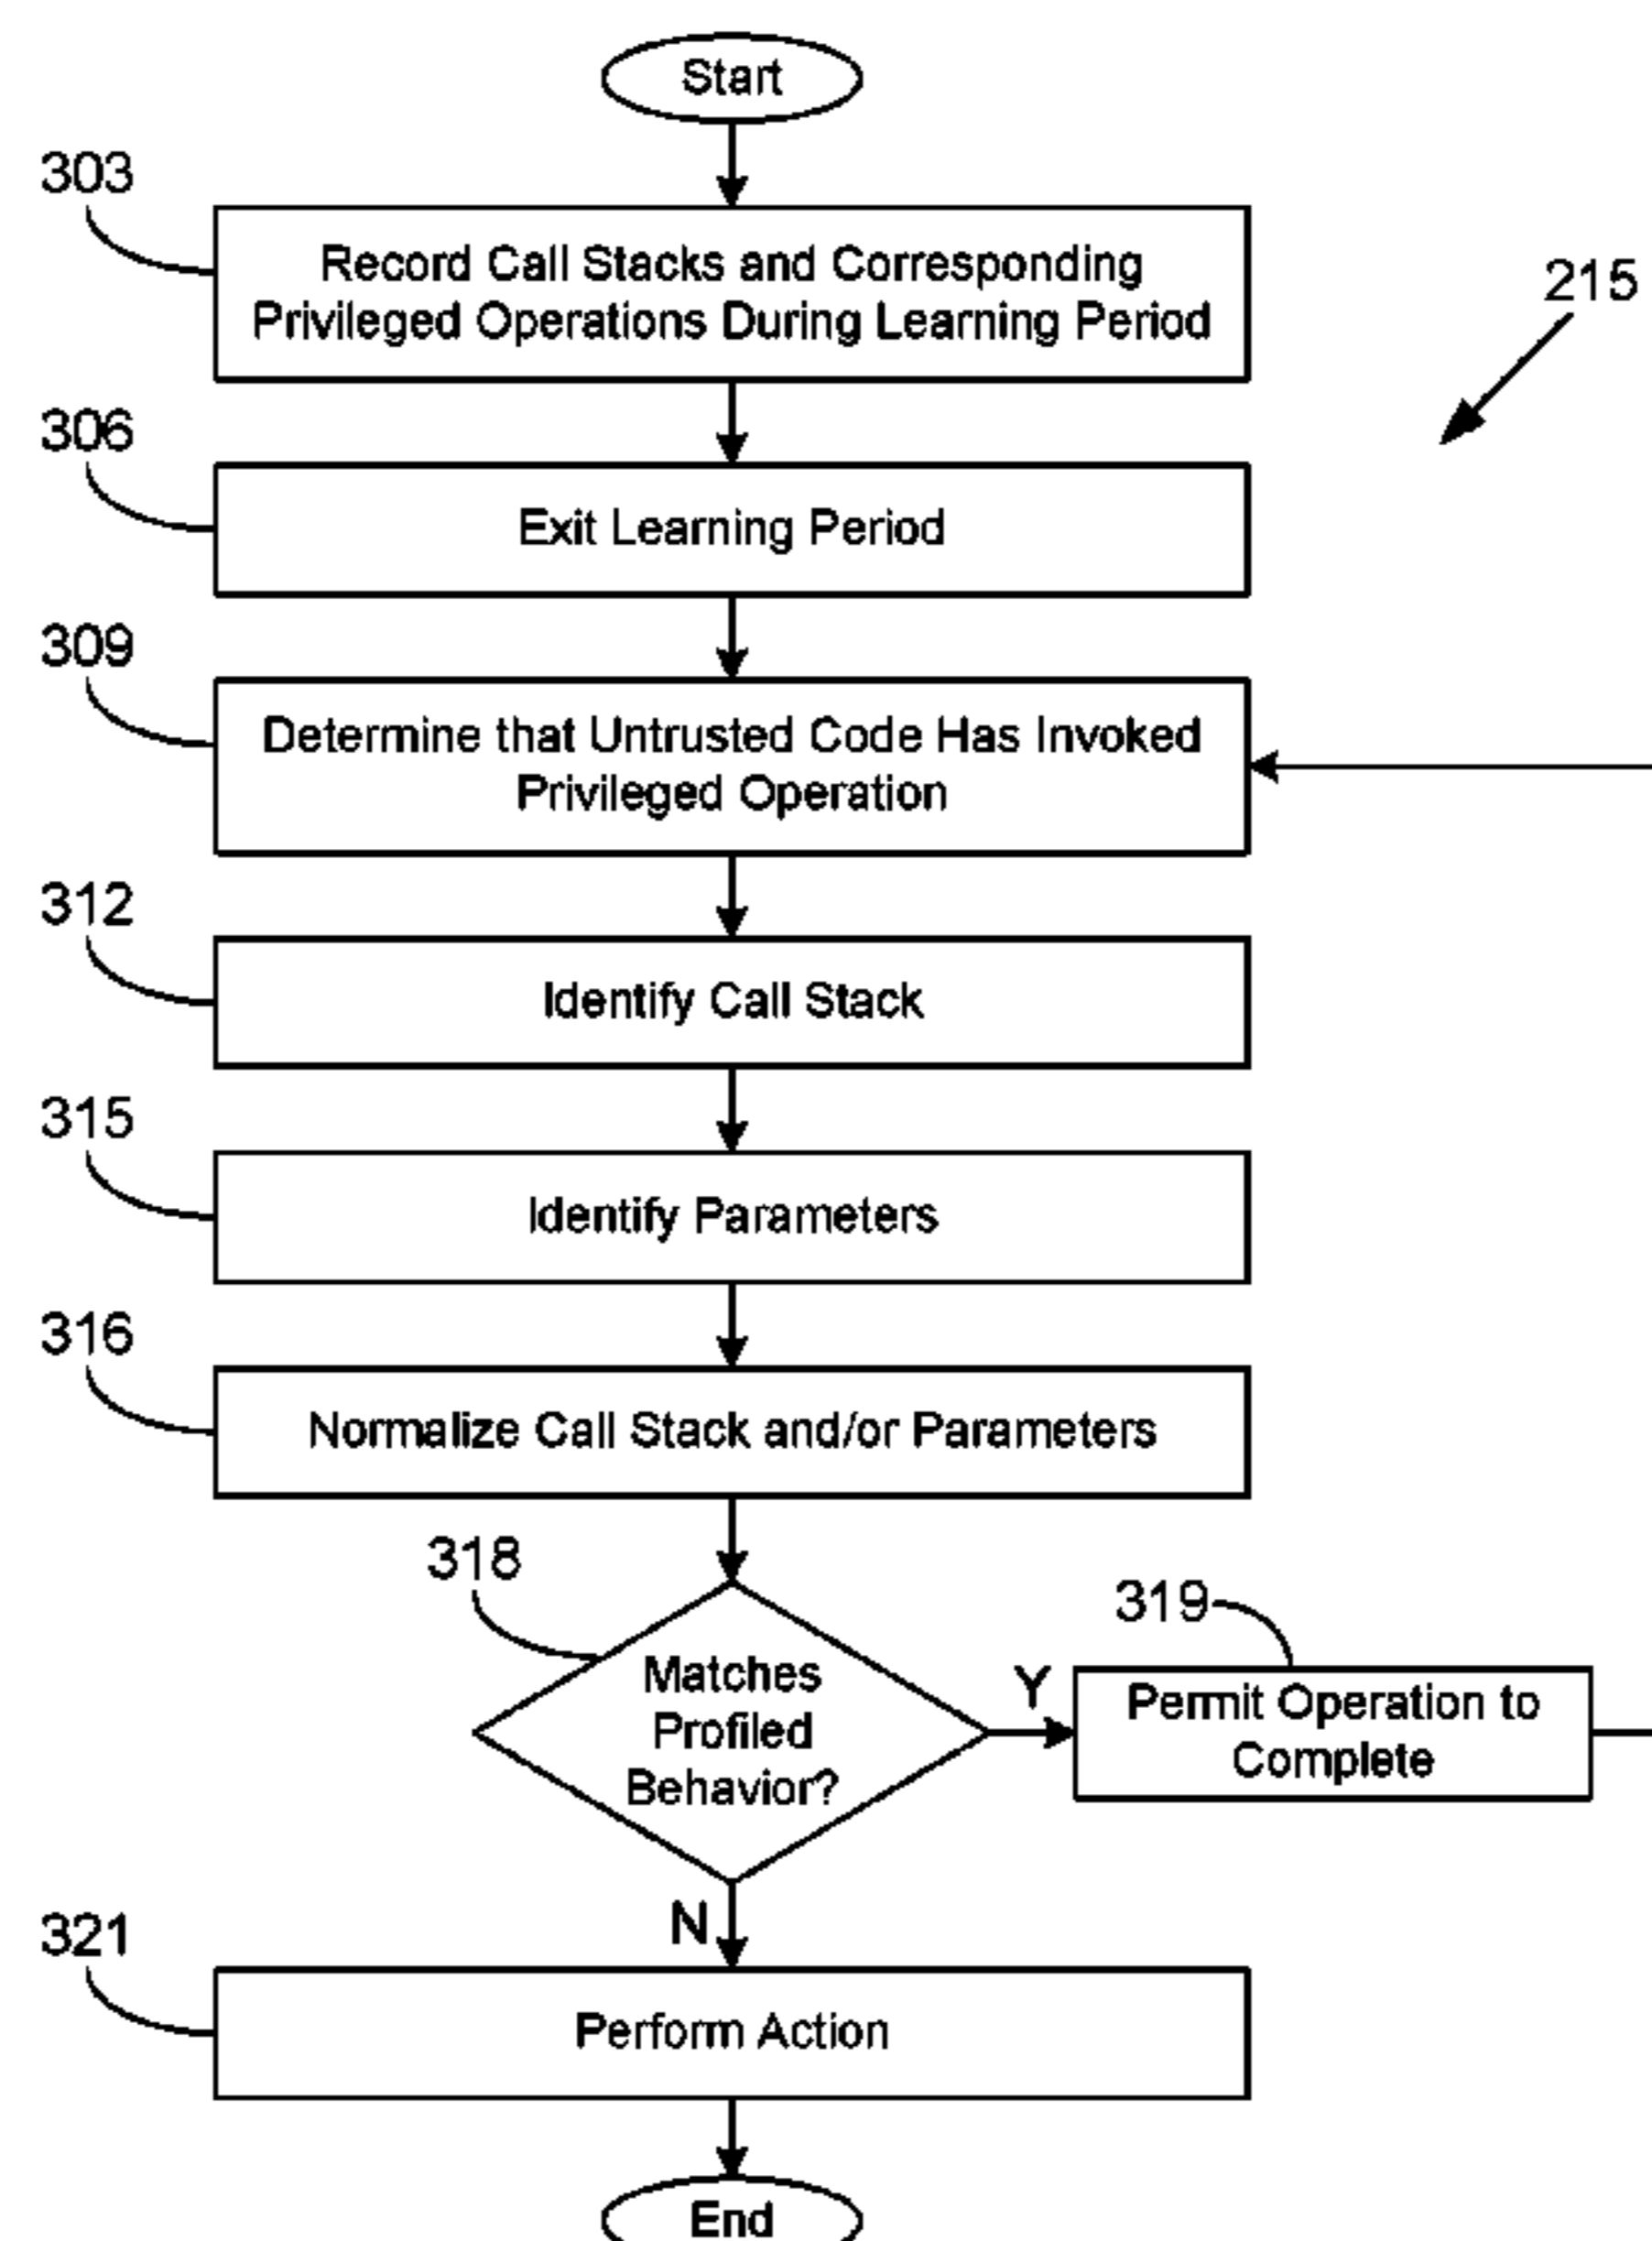 Start
303
Record Call Stacks and Corresponding
Privileged Operations During Learning Period
215
306
Exit Learning Period
309
Determine that Untrusted Code Has Invoked
Privileged Operation
312
Identify Call Stack
315
Identify Parameters
316
Normalize Call Stack and/or Parameters
318
Matches
Profiled
Behavior?
Y
319
Permit Operation to
Complete
N
321
Perform Action
End